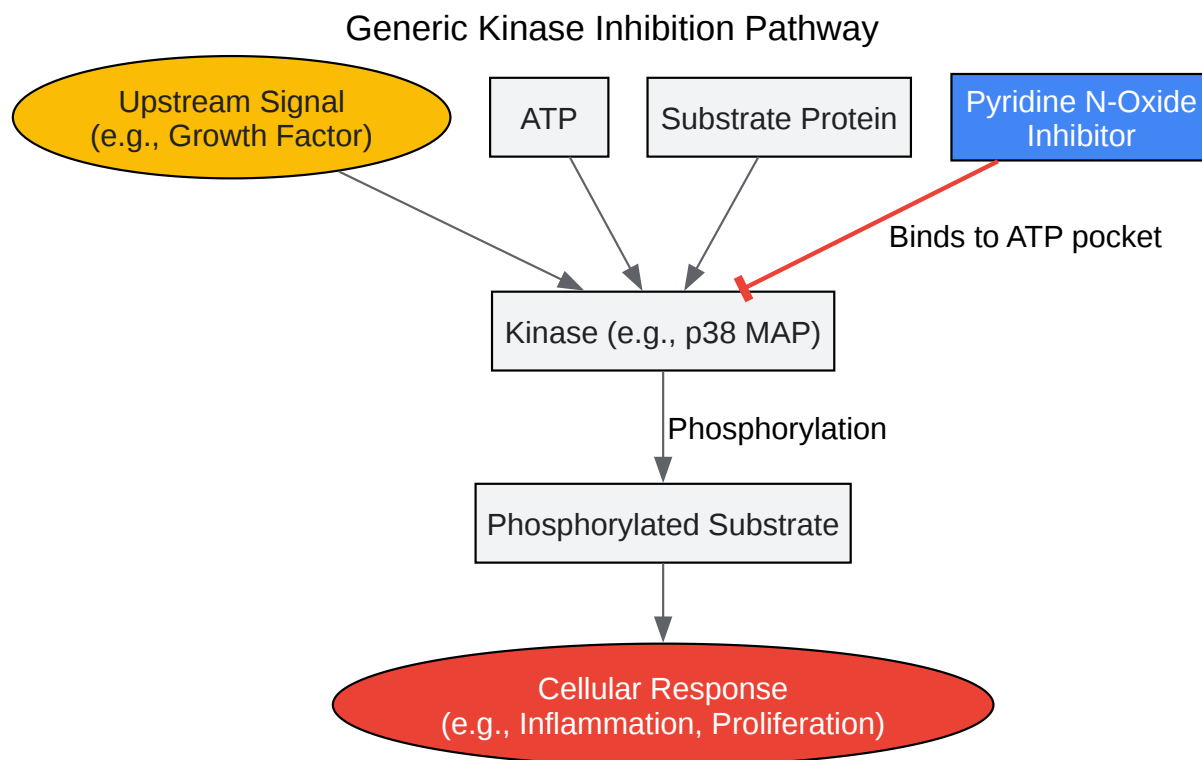 Generic Kinase Inhibition Pathway
Upstream Signal
(e.g., Growth Factor)
ATP
Substrate Protein
Pyridine N-Oxide
Inhibitor
Binds to ATP pocket
Kinase (e.g., p38 MAP)
Phosphorylation
Phosphorylated Substrate
Cellular Response
(e.g., Inflammation, Proliferation)